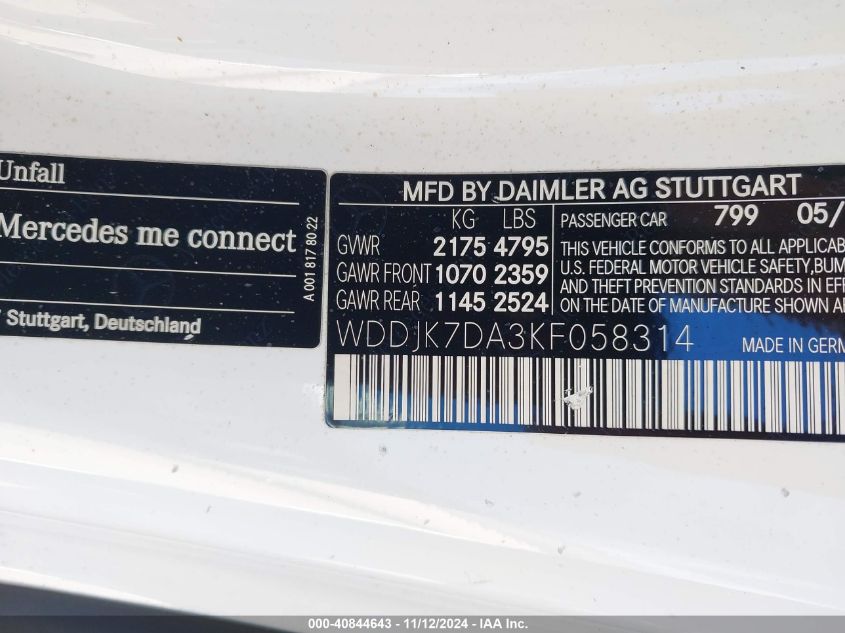 Unfall
Mercedes me connect
A 001 817 80 22
Stuttgart, Deutschland
MFD BY DAIMLER AG STUTTGART
KG LBS PASSENGER CAR 799 05/
GVWR 2175 4795
GAWR FRONT 1070 2359
GAWR REAR 1145 2524
THIS VEHICLE CONFORMS TO ALL APPLICAB
U.S. FEDERAL MOTOR VEHICLE SAFETY, BUM
AND THEFT PREVENTION STANDARDS IN EFF
ON THE DATE OF MANUFACTURE SHOWN AB
WDDJK7DA3KF058314 MADE IN GERM
000-40844643 - 11/12/2024 - IAA Inc.